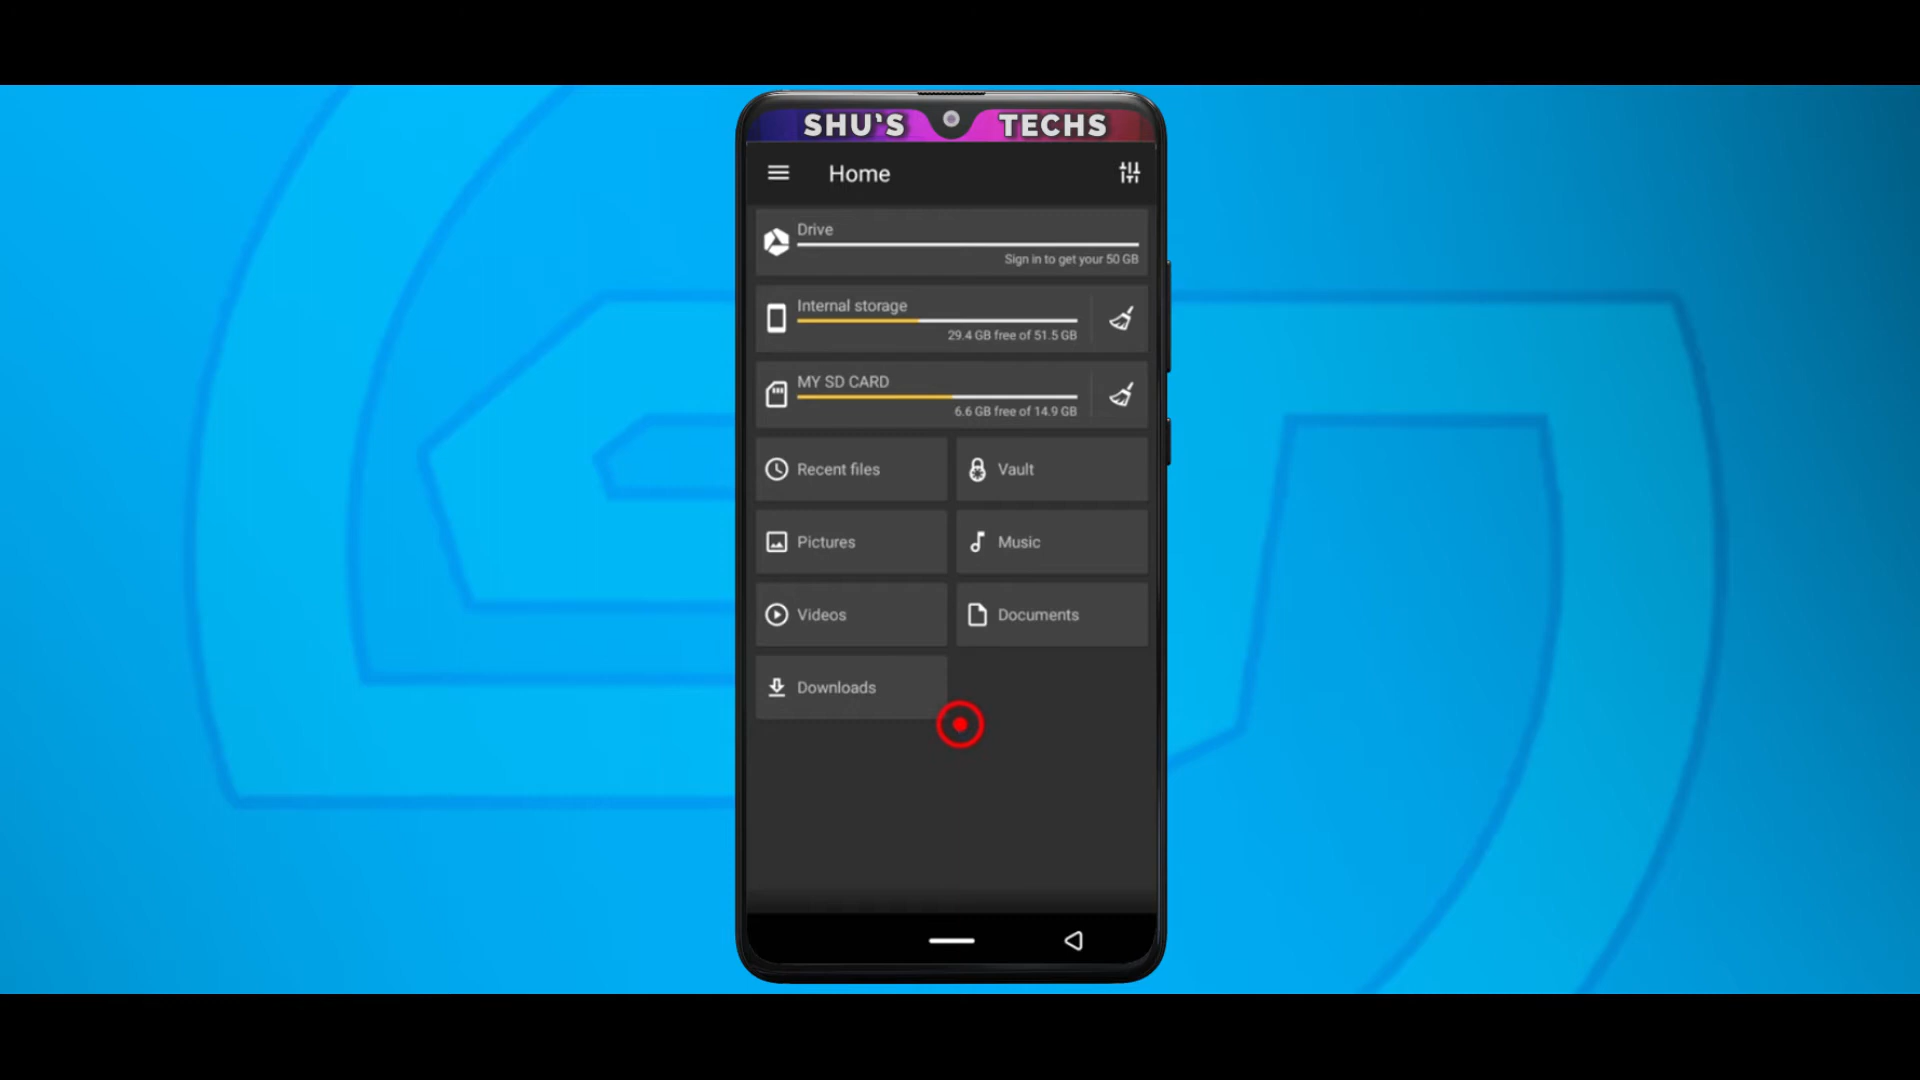 SHU'S TECHS
Home
Drive
Sign in to get your 50 GB
Internal storage
29.4 GB free of 51.5 GB
MY SD CARD
6.6 GB free of 14.9 GB
Recent files
Vault
Pictures
Music
Videos
Documents
Downloads